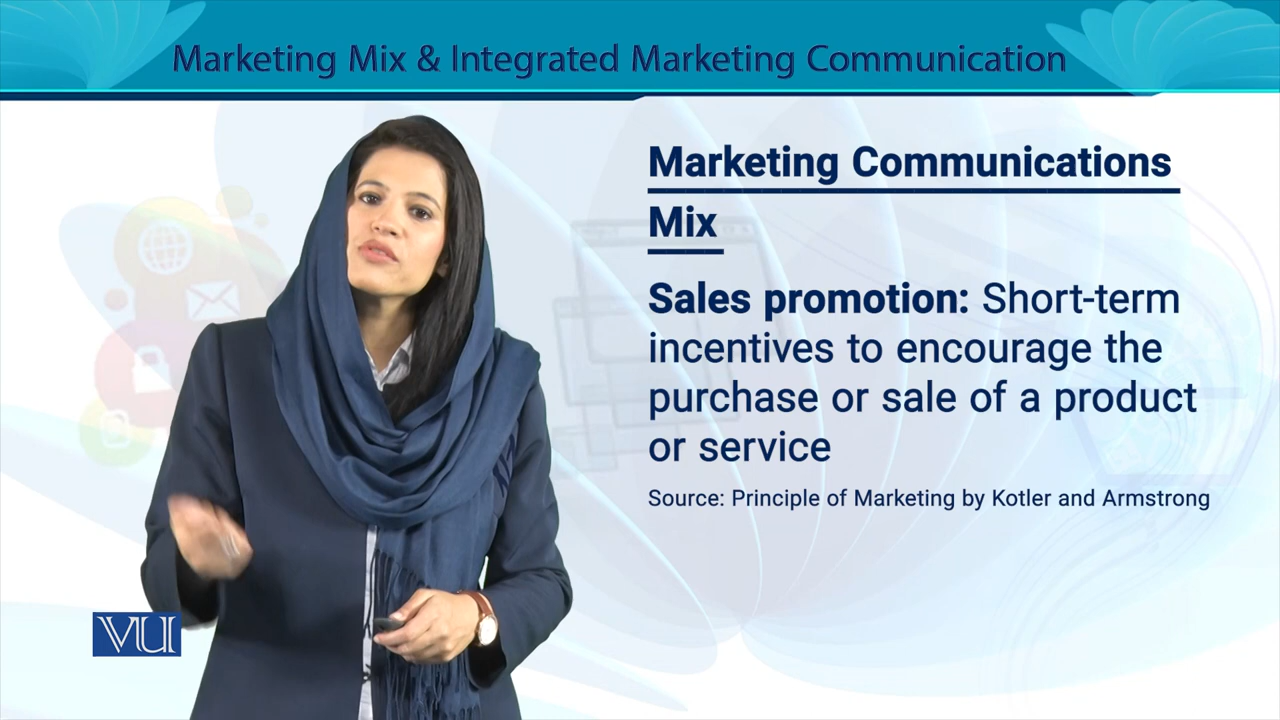 Marketing Mix & Integrated Marketing Communication
Marketing Communications
Mix
Sales promotion: Short-term
incentives to encourage the
purchase or sale of a product
or service
Source: Principle of Marketing by Kotler and Armstrong
VU